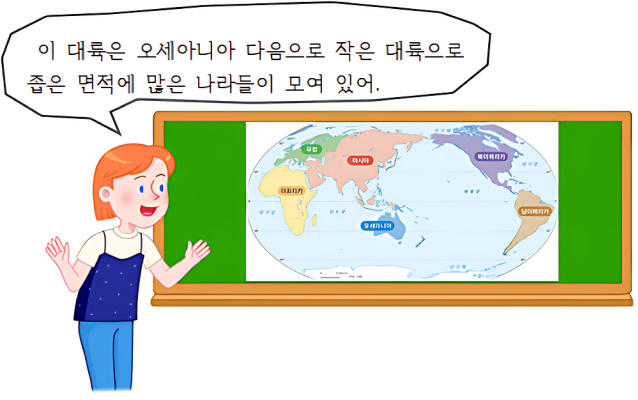 이 대륙은 오세아니아 다음으로 작은 대륙으로
좁은 면적에 많은 나라들이 모여 있어.
유럽
아시아
북아메리카
아프리카
남아메리카
오세아니아